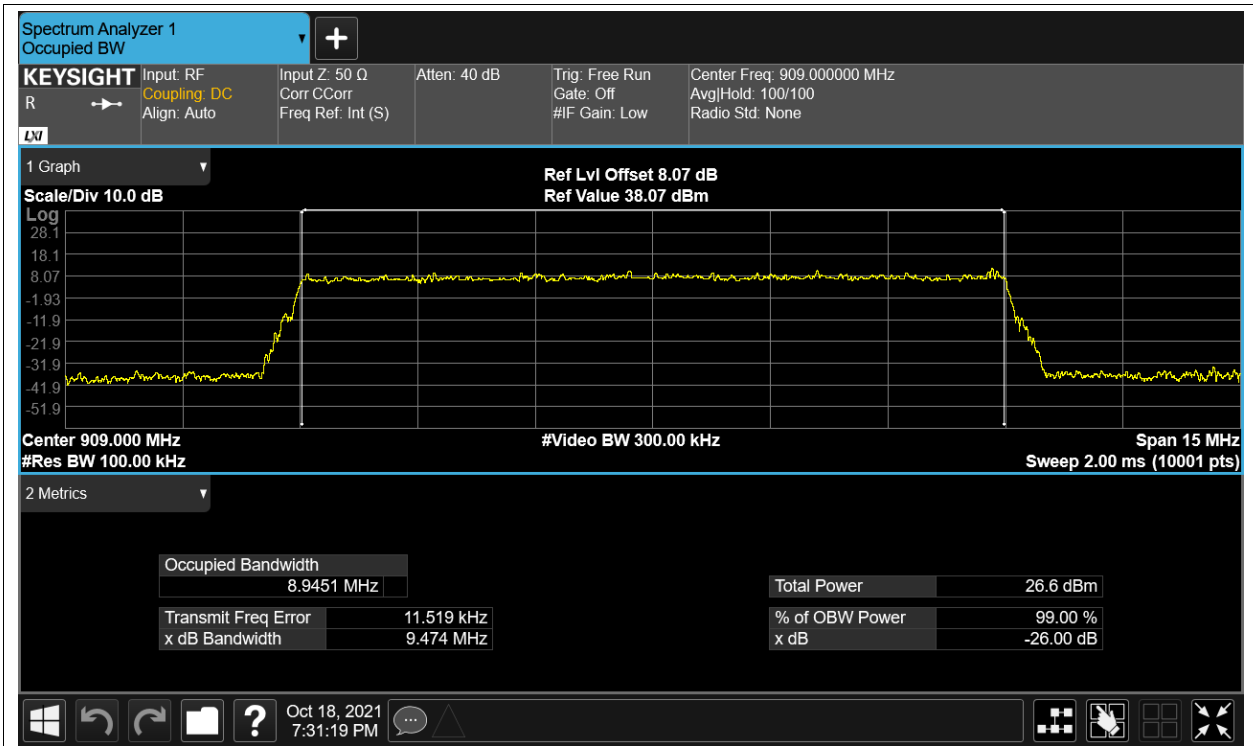 Spectrum Analyzer 1
Occupied BW
KEYSIGHT
R
LXI
Input: RF
Coupling: DC
Align: Auto
Input Z: 50 Ω
Corr CCorr
Freq Ref: Int (S)
Atten: 40 dB
Trig: Free Run
Gate: Off
#IF Gain: Low
Center Freq: 909.000000 MHz
Avg|Hold: 100/100
Radio Std: None
1 Graph
Scale/Div 10.0 dB
Ref Lvl Offset 8.07 dB
Ref Value 38.07 dBm
Log
28.1
18.1
8.07
-1.93
-11.9
-21.9
-31.9
-41.9
-51.9
Center 909.000 MHz
#Res BW 100.00 kHz
#Video BW 300.00 kHz
Span 15 MHz
Sweep 2.00 ms (10001 pts)
2 Metrics
Occupied Bandwidth
8.9451 MHz
Transmit Freq Error 11.519 kHz
x dB Bandwidth 9.474 MHz
Total Power 26.6 dBm
% of OBW Power 99.00 %
x dB -26.00 dB
?
Oct 18, 2021
7:31:19 PM